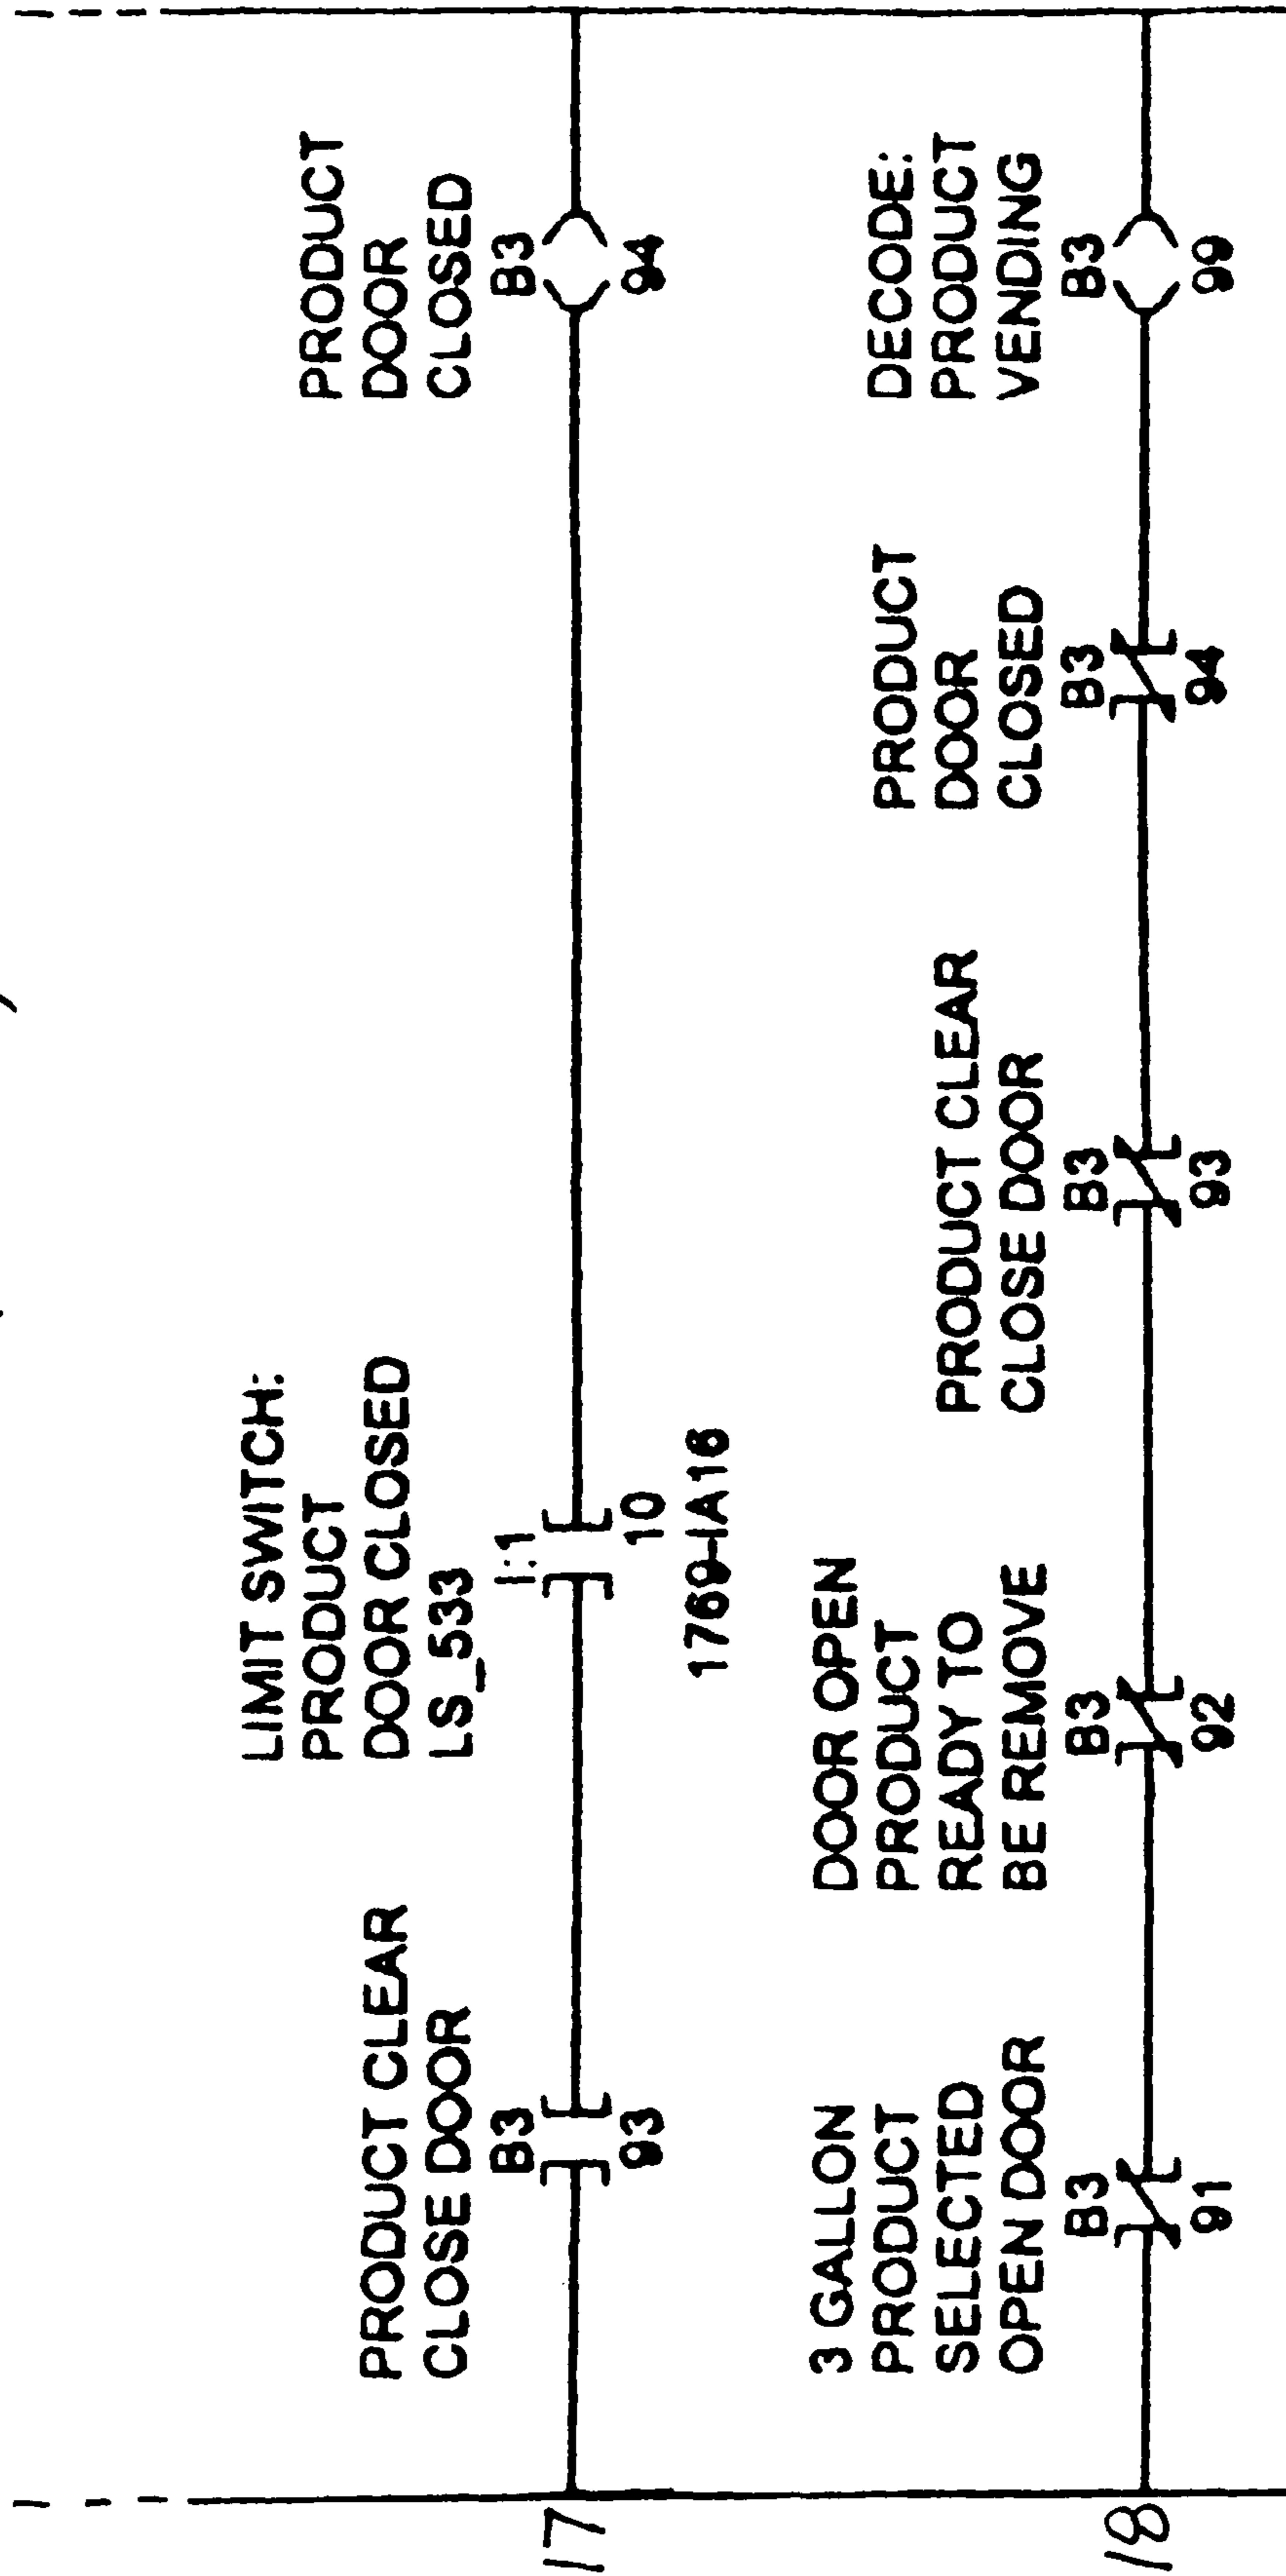 17
PRODUCT CLEAR
CLOSE DOOR
B3
93
LIMIT SWITCH:
PRODUCT
DOOR CLOSED
LS_533
I:1
10
1769-IA16
PRODUCT
DOOR
CLOSED
B3
94
18
3 GALLON
PRODUCT
SELECTED
OPEN DOOR
B3
91
DOOR OPEN
PRODUCT
READY TO
BE REMOVE
B3
92
PRODUCT CLEAR
CLOSE DOOR
B3
93
PRODUCT
DOOR
CLOSED
B3
94
DECODE:
PRODUCT
VENDING
B3
99